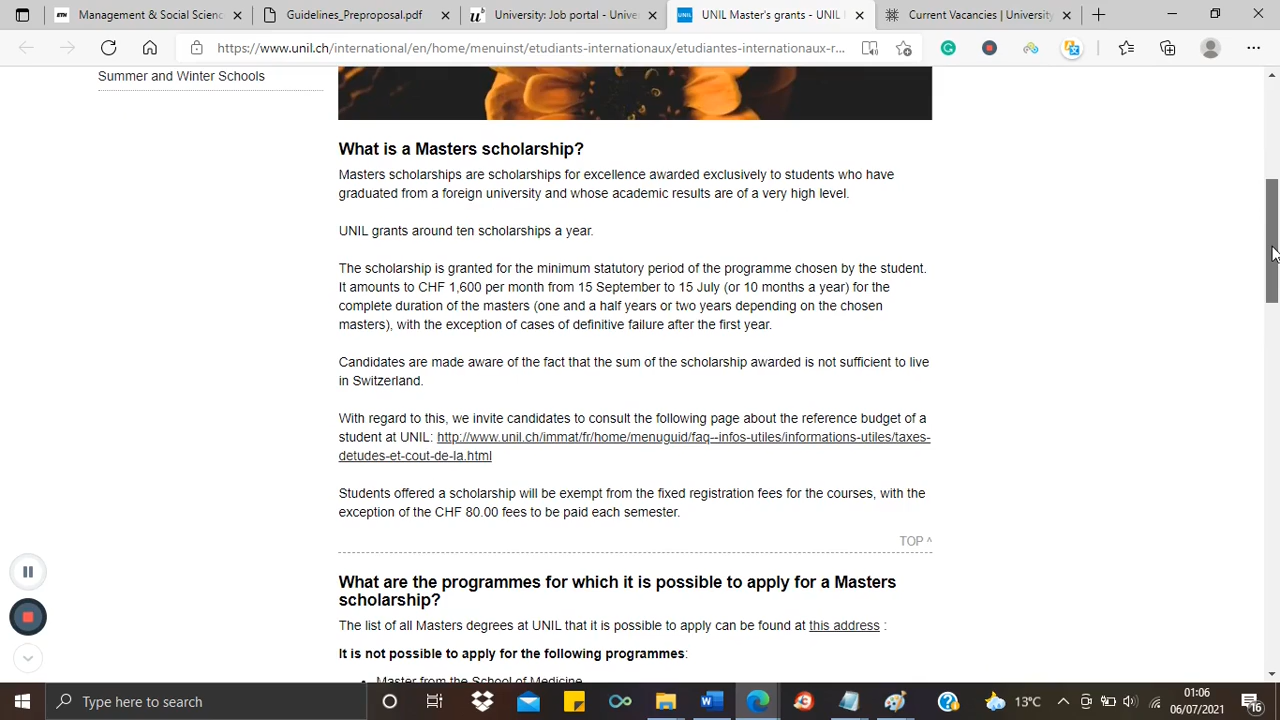 Management & Social Scienc
Guidelines_Preproposal.pdf
University: Job portal - Unive
UNIL Master's grants - UNIL
Current Vacancies | University
https://www.unil.ch/international/en/home/menuinst/etudiants-internationaux/etudiantes-internationaux-r...
Summer and Winter Schools
What is a Masters scholarship?
Masters scholarships are scholarships for excellence awarded exclusively to students who have
graduated from a foreign university and whose academic results are of a very high level.
UNIL grants around ten scholarships a year.
The scholarship is granted for the minimum statutory period of the programme chosen by the student.
It amounts to CHF 1,600 per month from 15 September to 15 July (or 10 months a year) for the
complete duration of the masters (one and a half years or two years depending on the chosen
masters), with the exception of cases of definitive failure after the first year.
Candidates are made aware of the fact that the sum of the scholarship awarded is not sufficient to live
in Switzerland.
With regard to this, we invite candidates to consult the following page about the reference budget of a
student at UNIL: http://www.unil.ch/immat/fr/home/menuguid/faq--infos-utiles/informations-utiles/taxes-
detudes-et-cout-de-la.html
Students offered a scholarship will be exempt from the fixed registration fees for the courses, with the
exception of the CHF 80.00 fees to be paid each semester.
TOP ^
What are the programmes for which it is possible to apply for a Masters
scholarship?
The list of all Masters degrees at UNIL that it is possible to apply can be found at this address :
It is not possible to apply for the following programmes:
Master from the School of Medicine
Type here to search
13°C
01:06
06/07/2021
16